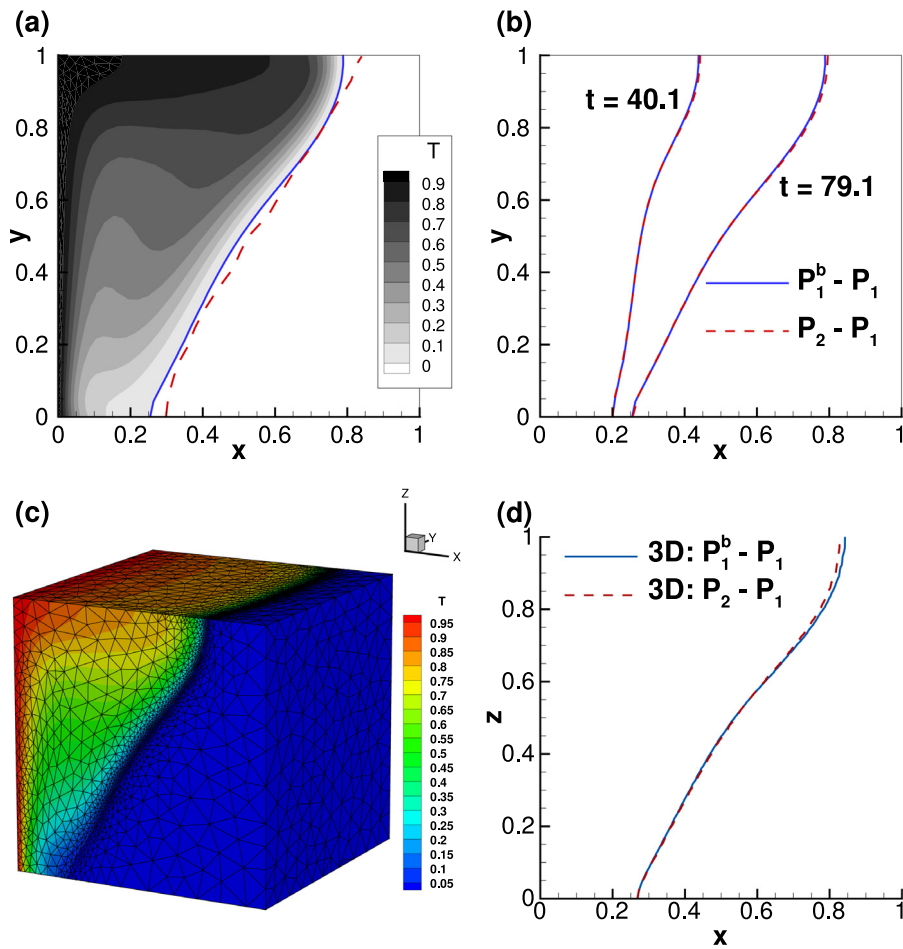 (a)
1
0.8
0.6
0.4
0.2
0
y
0 0.2 0.4 0.6 0.8 1
x
T
0.9
0.8
0.7
0.6
0.5
0.4
0.3
0.2
0.1
0
(b)
1
0.8
0.6
0.4
0.2
0
y
t = 40.1
t = 79.1
P₁ᵇ - P₁
P₂ - P₁
0 0.2 0.4 0.6 0.8 1
x
(c)
Z
Y
X
T
0.95
0.9
0.85
0.8
0.75
0.7
0.65
0.6
0.55
0.5
0.45
0.4
0.35
0.3
0.25
0.2
0.15
0.1
0.05
(d)
1
0.8
0.6
0.4
0.2
0
z
3D: P₁ᵇ - P₁
3D: P₂ - P₁
0 0.2 0.4 0.6 0.8 1
x